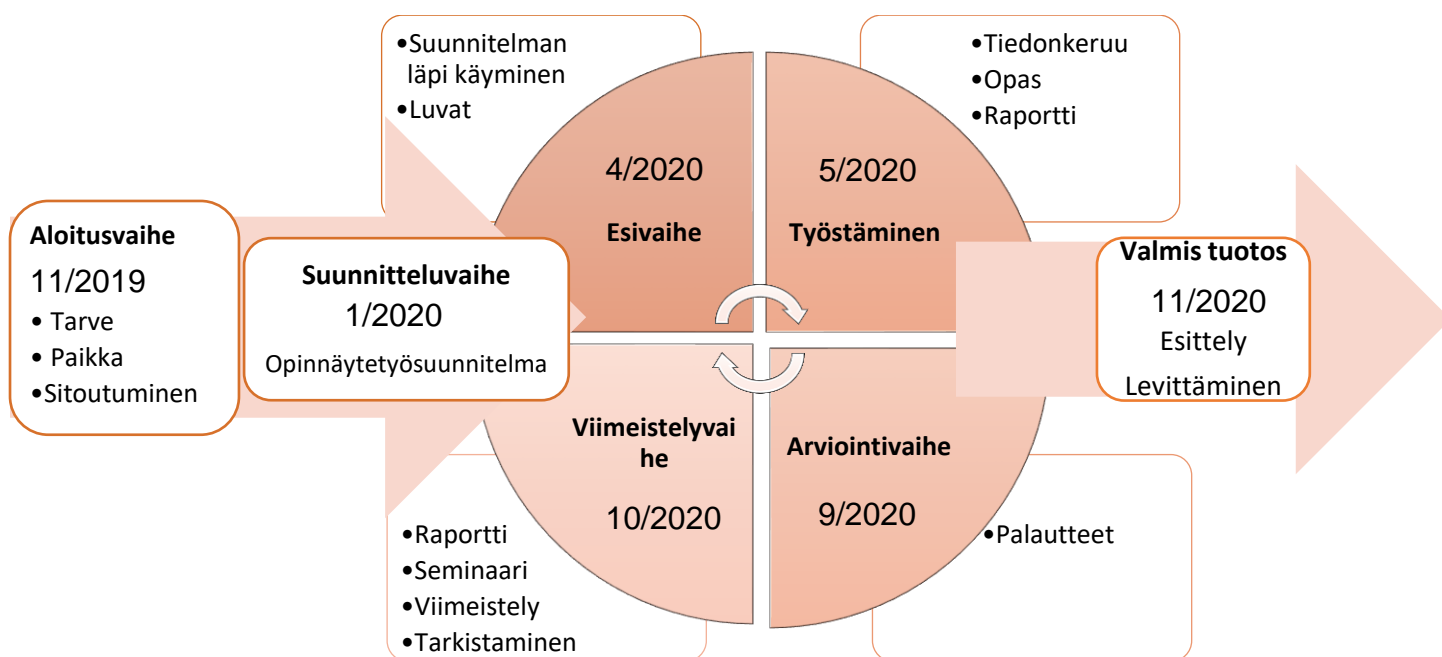 Aloitusvaihe
11/2019
• Tarve
• Paikka
•Sitoutuminen
Suunnitteluvaihe
1/2020
Opinnäytetyösuunnitelma
•Suunnitelman
läpi käyminen
•Luvat
4/2020
Esivaihe
•Tiedonkeruu
•Opas
•Raportti
5/2020
Työstäminen
Arviointivaihe
9/2020
•Palautteet
Viimeistelyvai
he
10/2020
•Raportti
•Seminaari
•Viimeistely
•Tarkistaminen
Valmis tuotos
11/2020
Esittely
Levittäminen